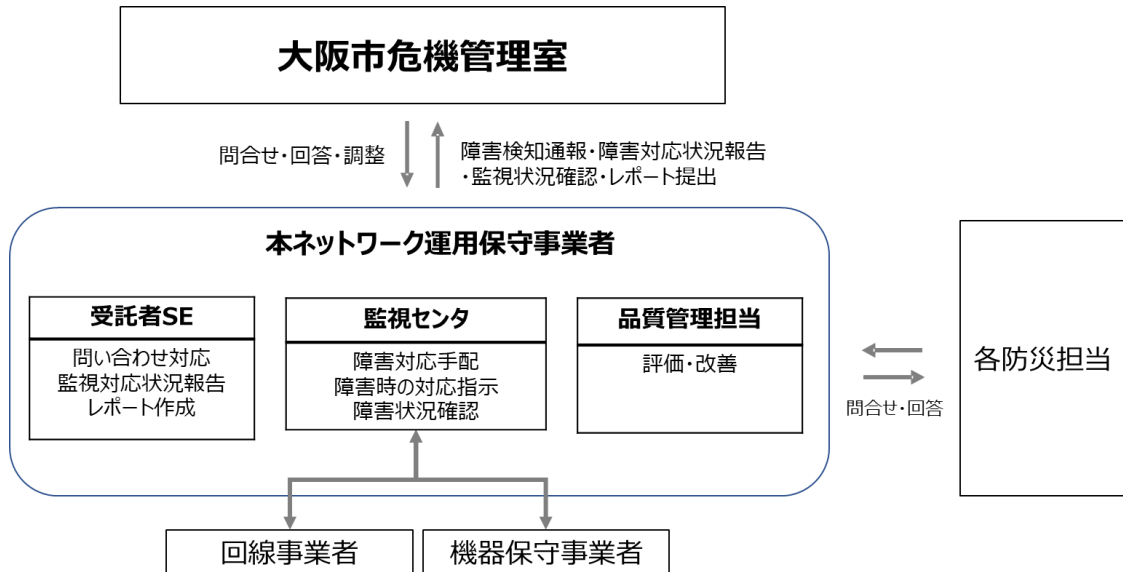 大阪市危機管理室
問合せ・回答・調整
障害検知通報・障害対応状況報告
・監視状況確認・レポート提出
本ネットワーク運用保守事業者
受託者SE
問い合わせ対応
監視対応状況報告
レポート作成
監視センタ
障害対応手配
障害時の対応指示
障害状況確認
品質管理担当
評価・改善
各防災担当
問合せ・回答
回線事業者
機器保守事業者